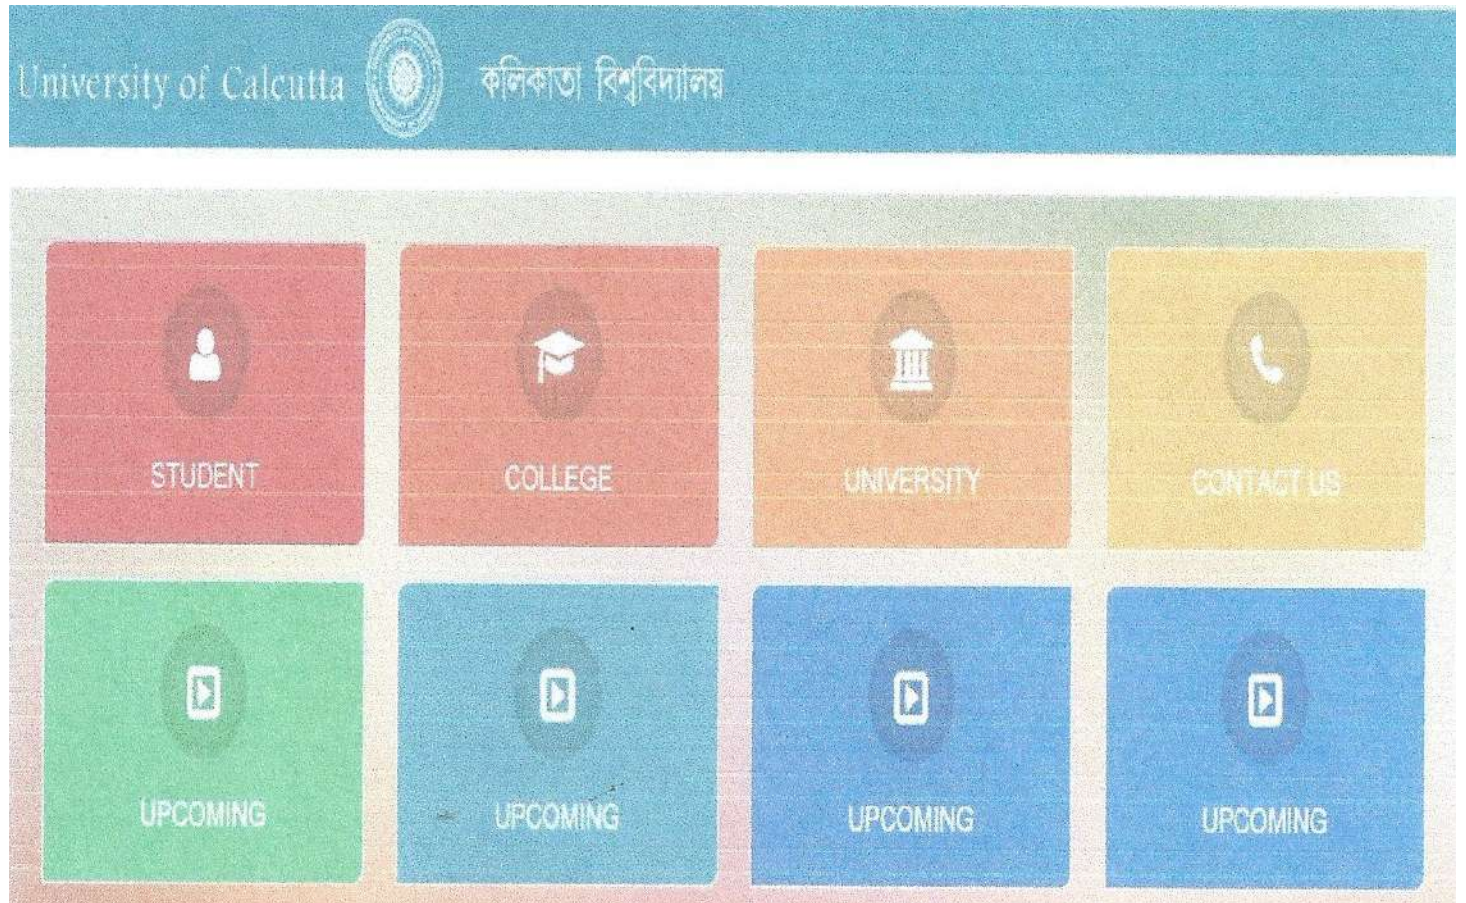 University of Calcutta কলিকাতা বিশ্ববিদ্যালয়
STUDENT COLLEGE UNIVERSITY CONTACT US
UPCOMING UPCOMING UPCOMING UPCOMING